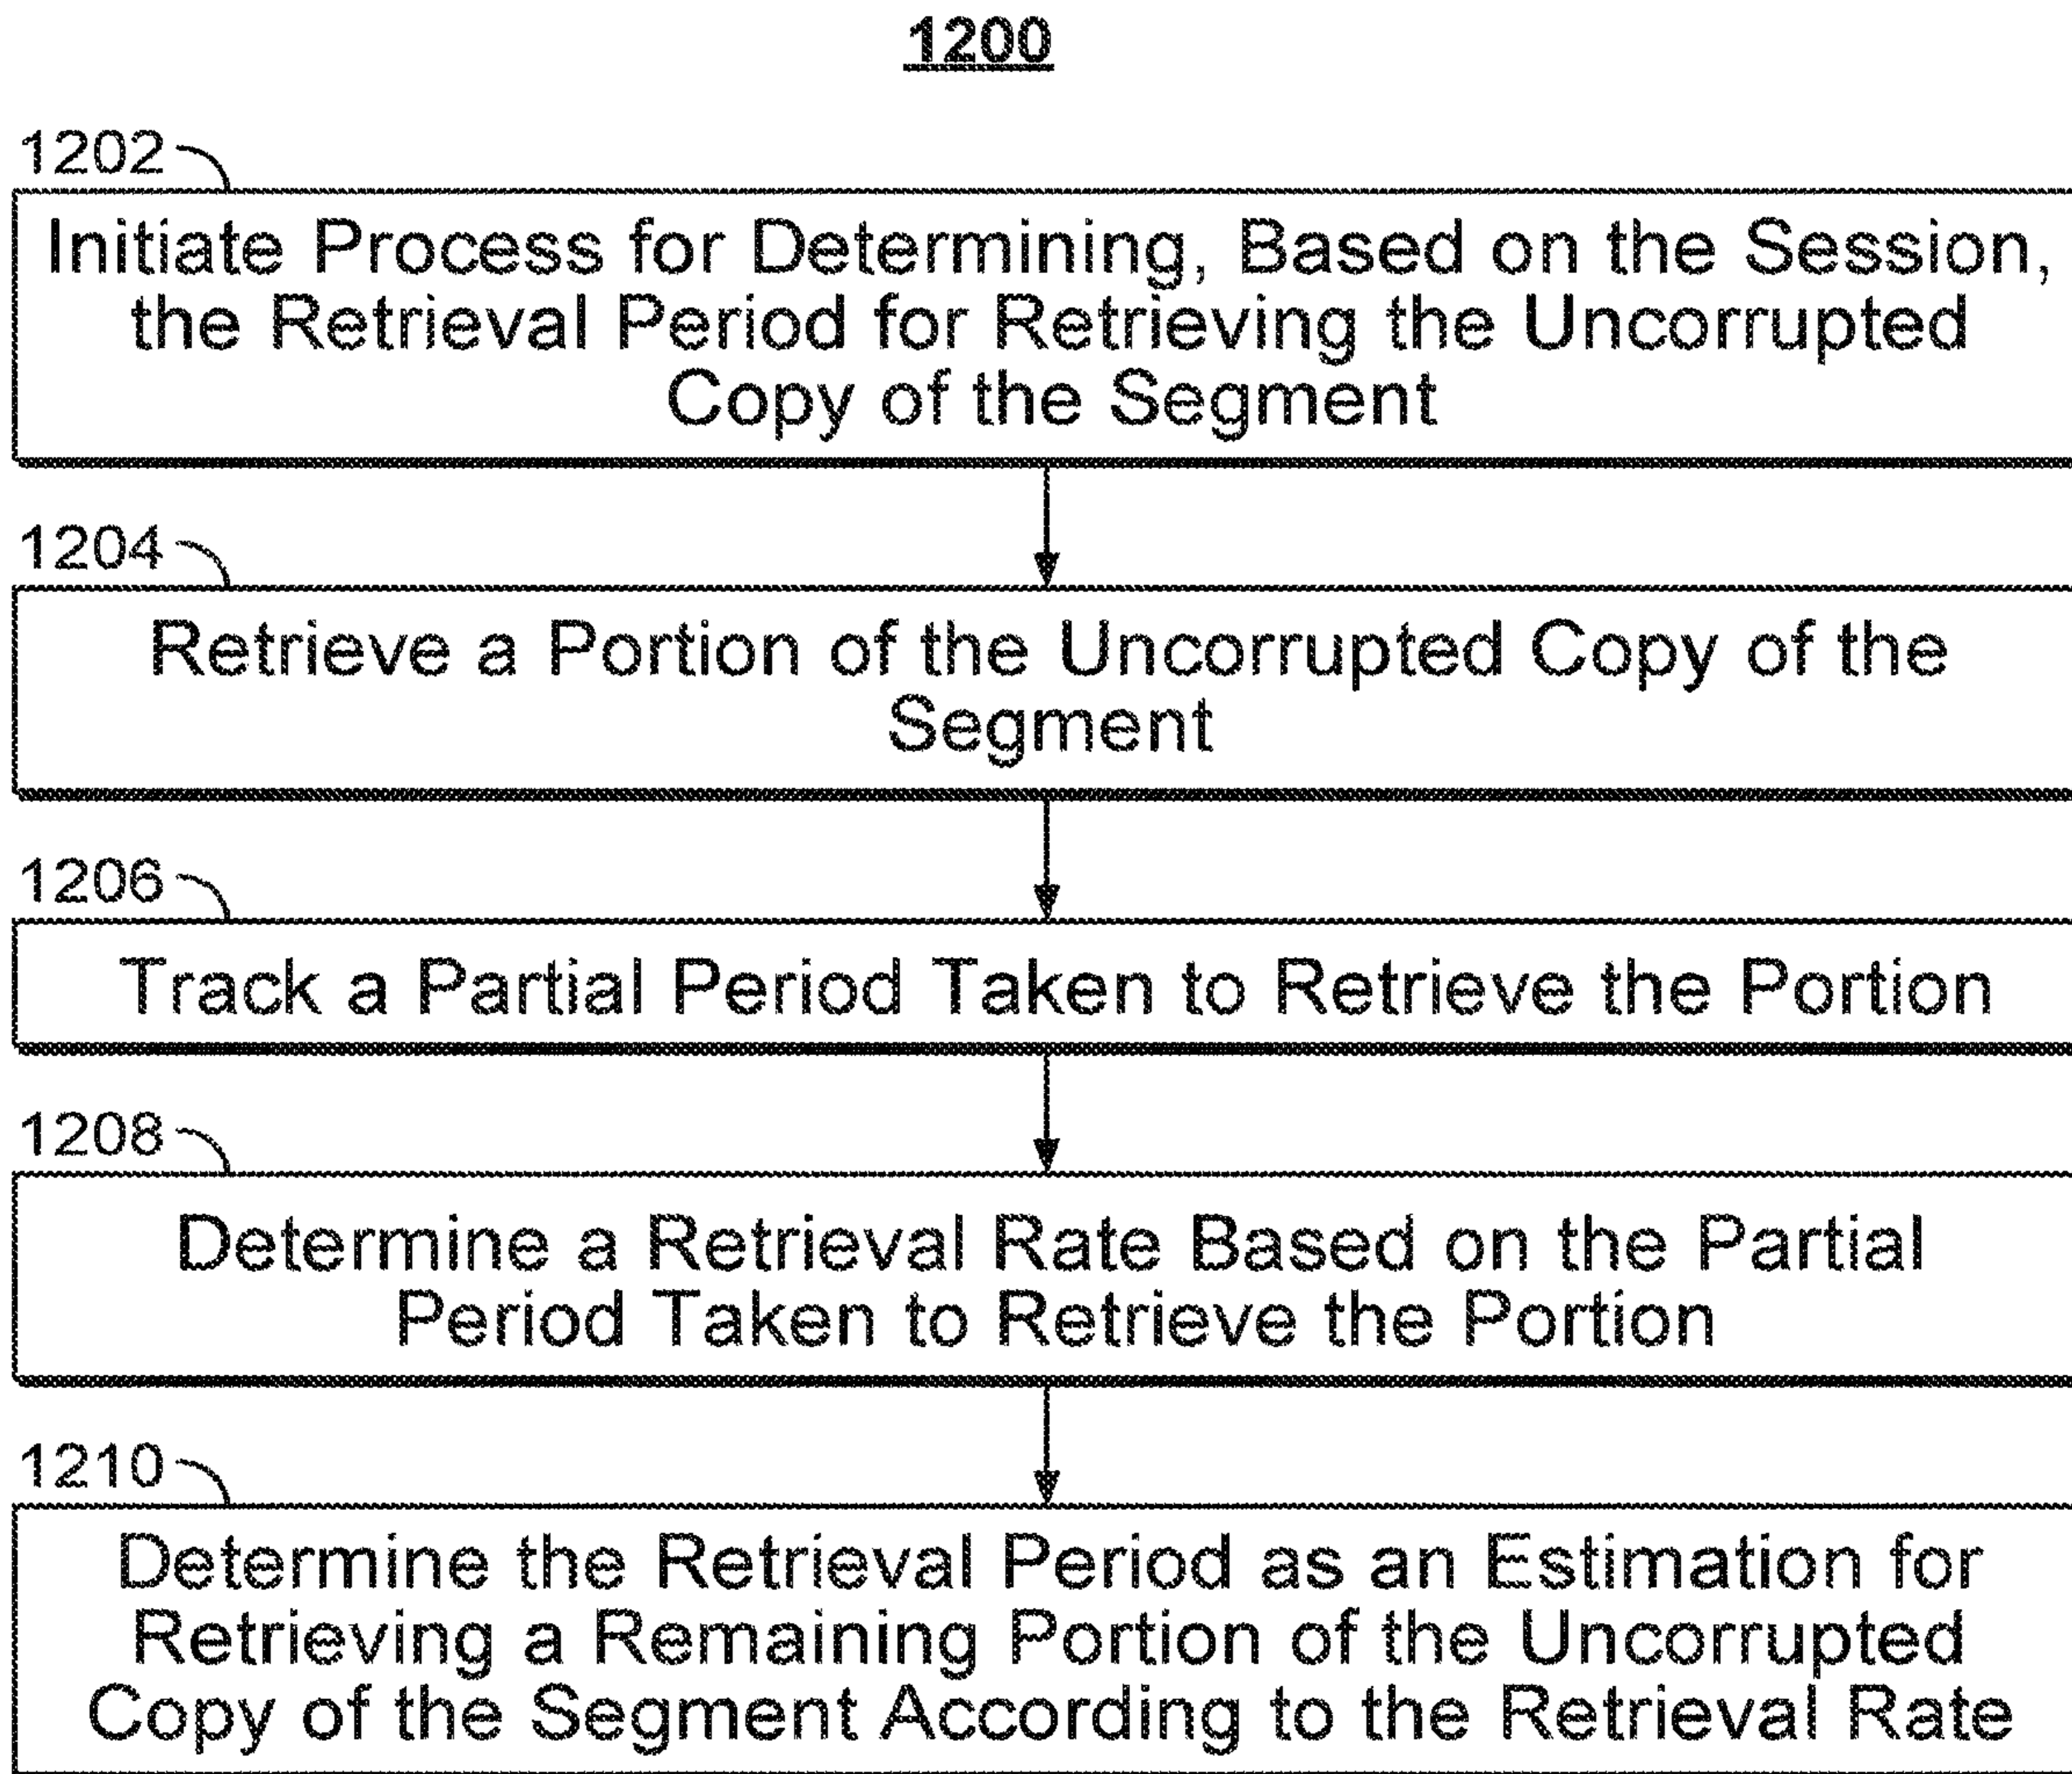 1200
1202
Initiate Process for Determining, Based on the Session,
the Retrieval Period for Retrieving the Uncorrupted
Copy of the Segment
1204
Retrieve a Portion of the Uncorrupted Copy of the
Segment
1206
Track a Partial Period Taken to Retrieve the Portion
1208
Determine a Retrieval Rate Based on the Partial
Period Taken to Retrieve the Portion
1210
Determine the Retrieval Period as an Estimation for
Retrieving a Remaining Portion of the Uncorrupted
Copy of the Segment According to the Retrieval Rate